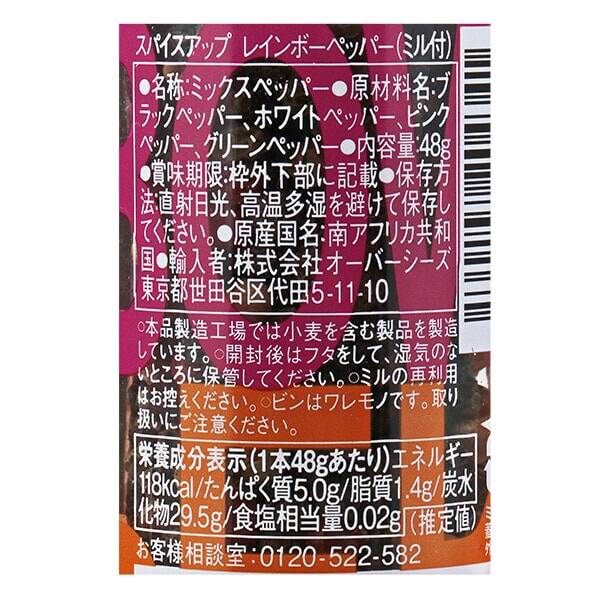 スパイスアップ レインボーペッパー(ミル付)
●名称:ミックスペッパー●原材料名:ブ
ラックペッパー、ホワイトペッパー、ピンク
ペッパー、グリーンペッパー●内容量:48g
●賞味期限:枠外下部に記載●保存方
法:直射日光、高温多湿を避けて保存し
てください。●原産国名:南アフリカ共和
国●輸入者:株式会社オーバーシーズ
東京都世田谷区代田5-11-10
○本品製造工場では小麦を含む製品を製造
しています。○開封後はフタをして、湿気のな
いところに保管してください。○ミルの再利用
はお控えください。○ビンはワレモノです。取り
扱いにご注意ください。
栄養成分表示(1本48gあたり)エネルギー
118kcal/たんぱく質5.0g/脂質1.4g/炭水
化物29.5g/食塩相当量0.02g(推定値)
お客様相談室:0120-522-582